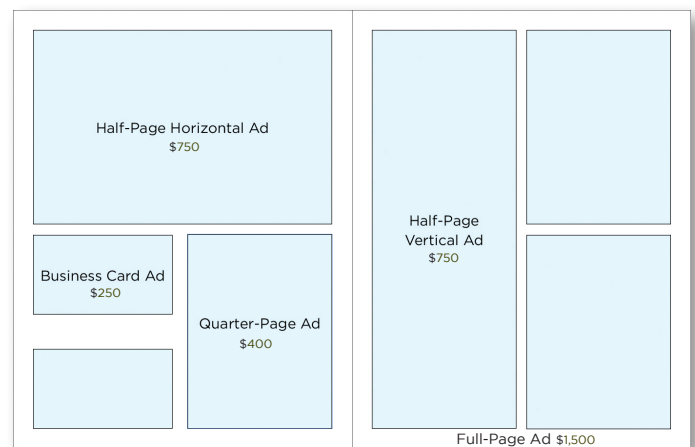 Half-Page Horizontal Ad
$750
Business Card Ad
$250
Quarter-Page Ad
$400
Half-Page
Vertical Ad
$750
Full-Page Ad $1,500